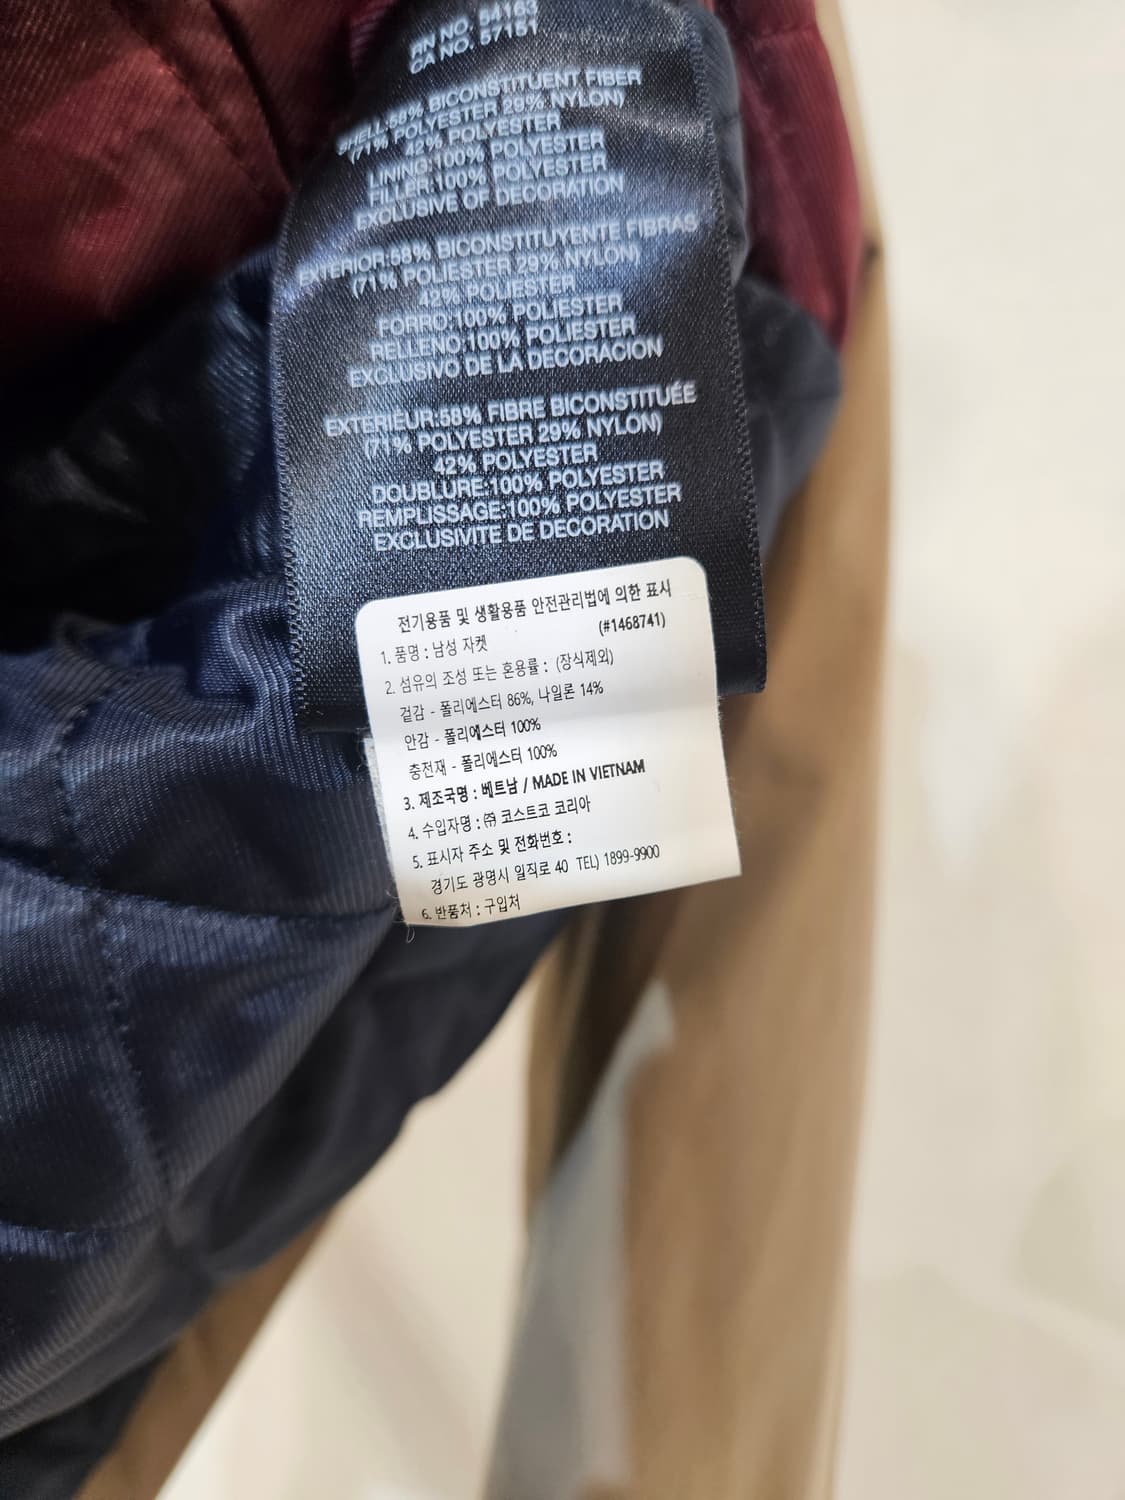 RN NO. 54163
CA NO. 57151
SHELL:58% BICONSTITUENT FIBER
(71% POLYESTER 29% NYLON)
42% POLYESTER
LINING:100% POLYESTER
FILLER:100% POLYESTER
EXCLUSIVE OF DECORATION
EXTERIOR:58% BICONSTITUYENTE FIBRAS
(71% POLIESTER 29% NYLON)
42% POLIESTER
FORRO:100% POLIESTER
RELLENO:100% POLIESTER
EXCLUSIVO DE LA DECORACION
EXTERIEUR:58% FIBRE BICONSTITUÉE
(71% POLYESTER 29% NYLON)
42% POLYESTER
DOUBLURE:100% POLYESTER
REMPLISSAGE:100% POLYESTER
EXCLUSIVITE DE DECORATION
전기용품 및 생활용품 안전관리법에 의한 표시
(#1468741)
1. 품명 : 남성 자켓
2. 섬유의 조성 또는 혼용률 : (장식제외)
겉감 - 폴리에스터 86%, 나일론 14%
안감 - 폴리에스터 100%
충전재 - 폴리에스터 100%
3. 제조국명 : 베트남 / MADE IN VIETNAM
4. 수입자명 : ㈜ 코스트코 코리아
5. 표시자 주소 및 전화번호 :
경기도 광명시 일직로 40 TEL) 1899-9900
6. 반품처 : 구입처